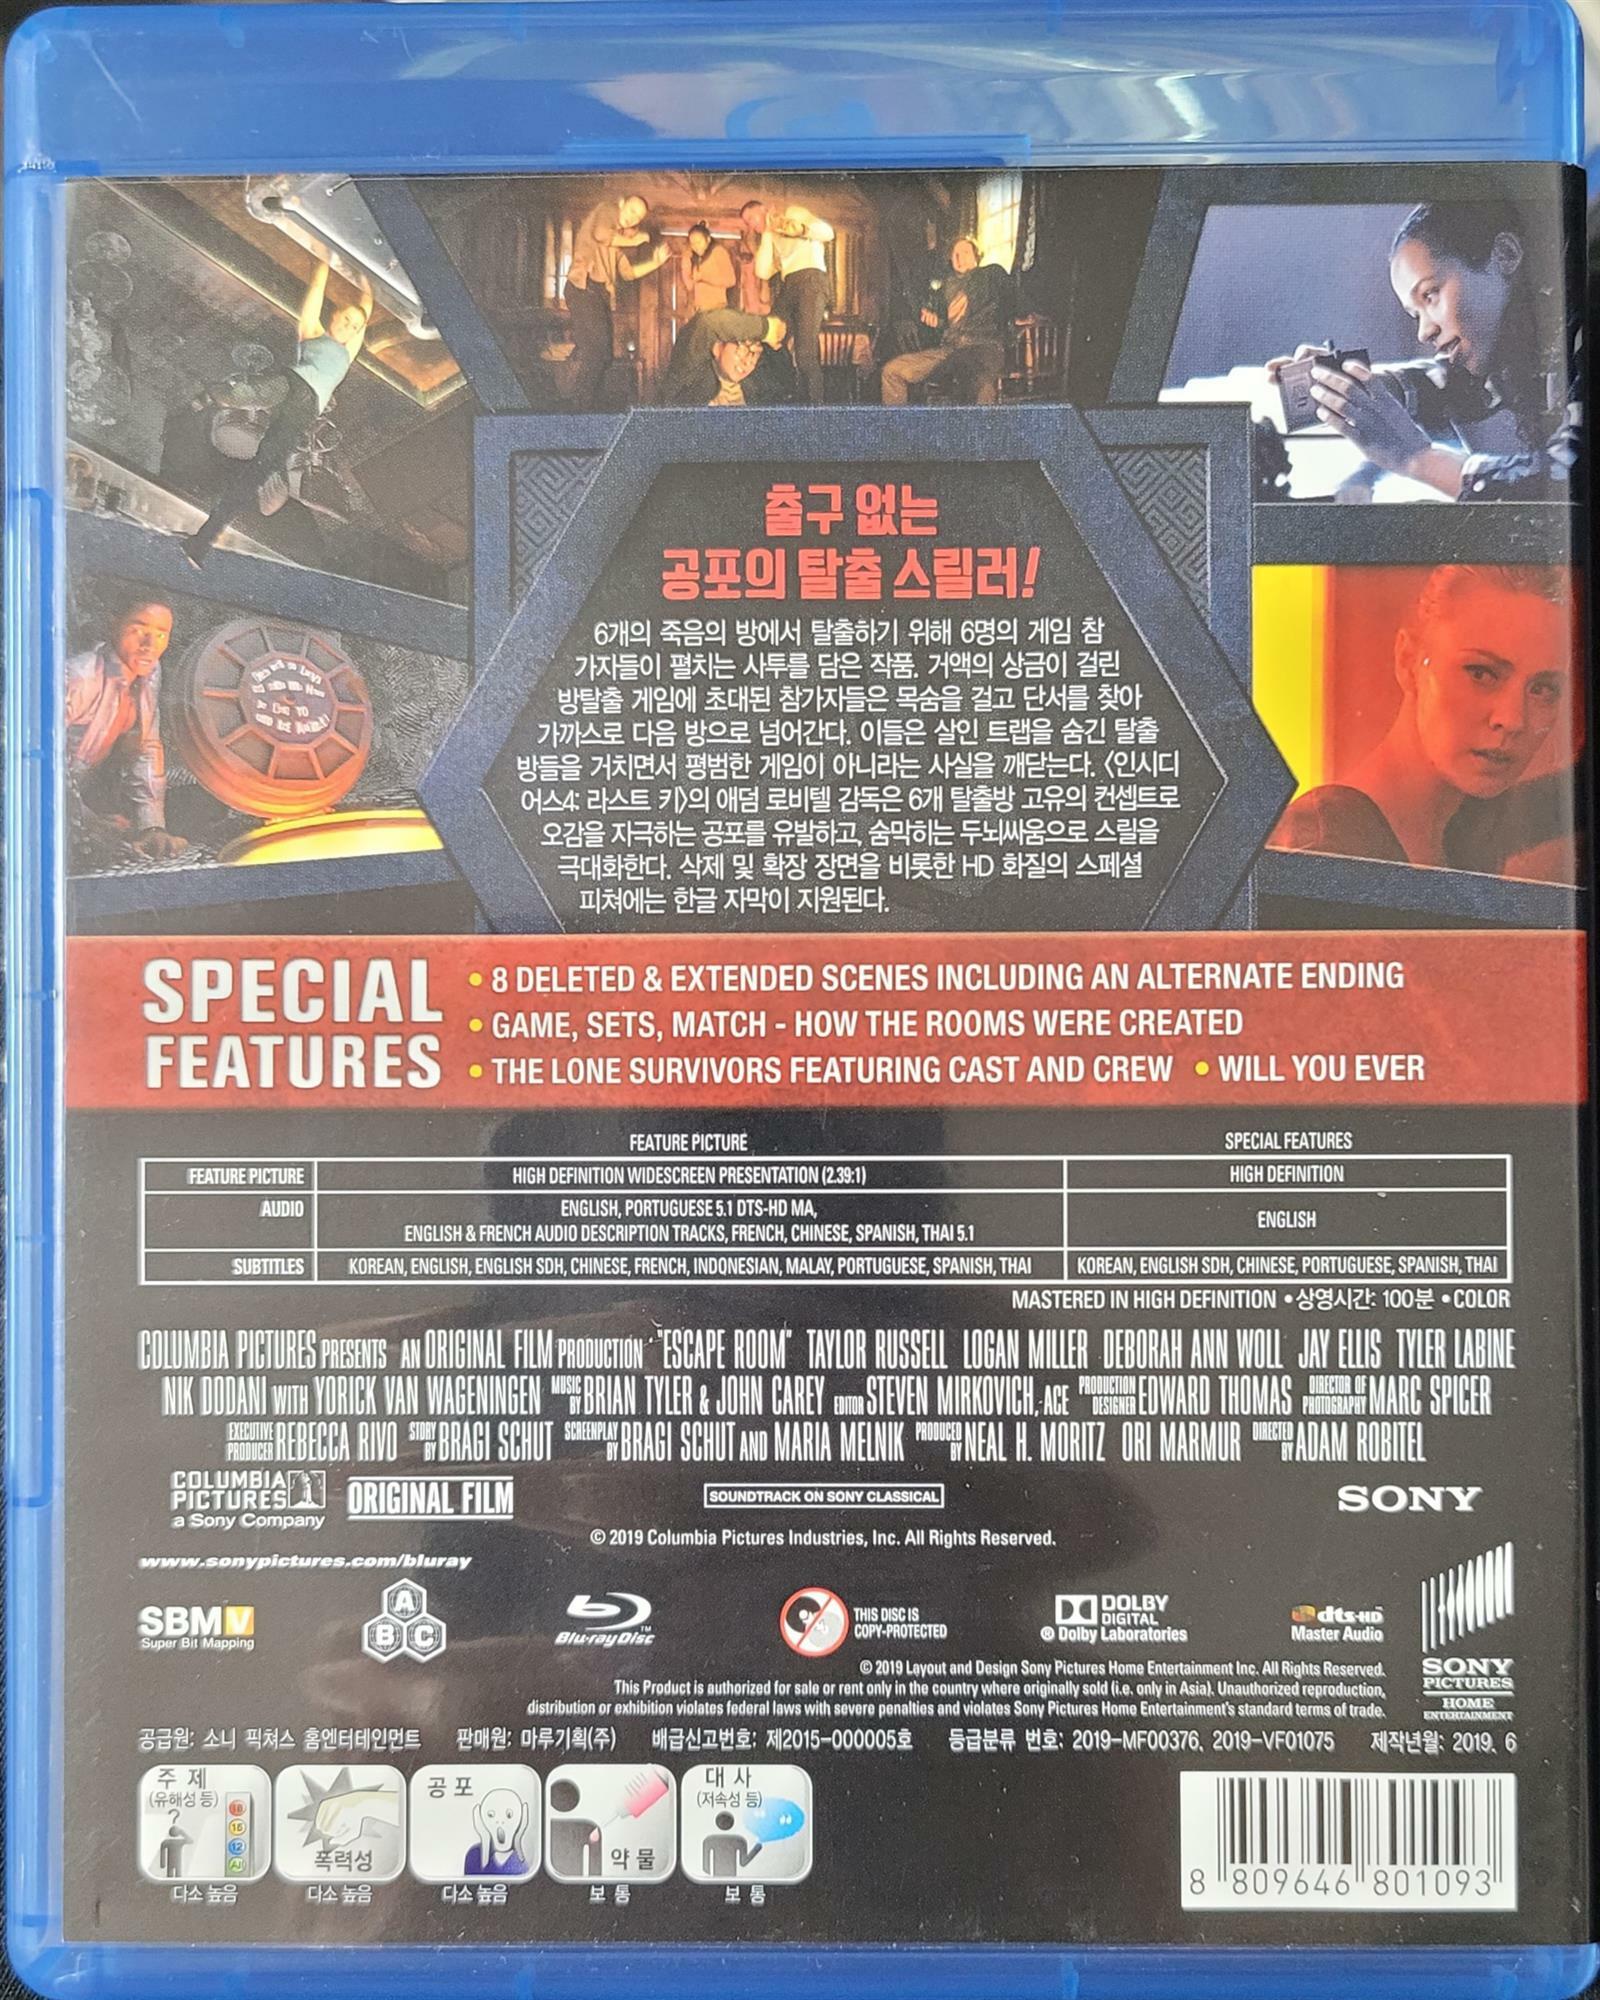 출구 없는
공포의 탈출 스릴러!
6개의 죽음의 방에서 탈출하기 위해 6명의 게임 참
가자들이 펼치는 사투를 담은 작품. 거액의 상금이 걸린
방탈출 게임에 초대된 참가자들은 목숨을 걸고 단서를 찾아
가까스로 다음 방으로 넘어간다. 이들은 살인 트랩을 숨긴 탈출
방들을 거치면서 평범한 게임이 아니라는 사실을 깨닫는다. <인시디
어스4: 라스트 키>의 애덤 로비텔 감독은 6개 탈출방 고유의 컨셉트로
오감을 자극하는 공포를 유발하고, 숨막히는 두뇌싸움으로 스릴을
극대화한다. 삭제 및 확장 장면을 비롯한 HD 화질의 스페셜
피쳐에는 한글 자막이 지원된다.
SPECIAL FEATURES
• 8 DELETED & EXTENDED SCENES INCLUDING AN ALTERNATE ENDING
• GAME, SETS, MATCH - HOW THE ROOMS WERE CREATED
• THE LONE SURVIVORS FEATURING CAST AND CREW • WILL YOU EVER
FEATURE PICTURE SPECIAL FEATURES
FEATURE PICTURE HIGH DEFINITION WIDESCREEN PRESENTATION (2.39:1) HIGH DEFINITION
AUDIO ENGLISH, PORTUGUESE 5.1 DTS-HD MA,
ENGLISH & FRENCH AUDIO DESCRIPTION TRACKS, FRENCH, CHINESE, SPANISH, THAI 5.1 ENGLISH
SUBTITLES KOREAN, ENGLISH, ENGLISH SDH, CHINESE, FRENCH, INDONESIAN, MALAY, PORTUGUESE, SPANISH, THAI KOREAN, ENGLISH SDH, CHINESE, PORTUGUESE, SPANISH, THAI
MASTERED IN HIGH DEFINITION • 상영시간: 100분 • COLOR
COLUMBIA PICTURES PRESENTS AN ORIGINAL FILM PRODUCTION "ESCAPE ROOM" TAYLOR RUSSELL LOGAN MILLER DEBORAH ANN WOLL JAY ELLIS TYLER LABINE
NIK DODANI WITH YORICK VAN WAGENINGEN MUSIC BY BRIAN TYLER & JOHN CAREY EDITOR STEVEN MIRKOVICH, ACE PRODUCTION DESIGNER EDWARD THOMAS DIRECTOR OF PHOTOGRAPHY MARC SPICER
EXECUTIVE PRODUCER REBECCA RIVO STORY BY BRAGI SCHUT SCREENPLAY BY BRAGI SCHUT AND MARIA MELNIK PRODUCED BY NEAL H. MORITZ ORI MARMUR DIRECTED BY ADAM ROBITEL
COLUMBIA PICTURES a Sony Company ORIGINAL FILM SOUNDTRACK ON SONY CLASSICAL SONY
© 2019 Columbia Pictures Industries, Inc. All Rights Reserved.
www.sonypictures.com/bluray
SBMV Super Bit Mapping A B C Blu-ray Disc™ THIS DISC IS COPY-PROTECTED DOLBY DIGITAL ® Dolby Laboratories dts-HD Master Audio
SONY PICTURES HOME ENTERTAINMENT
© 2019 Layout and Design Sony Pictures Home Entertainment Inc. All Rights Reserved.
This Product is authorized for sale or rent only in the country where originally sold (i.e. only in Asia). Unauthorized reproduction,
distribution or exhibition violates federal laws with severe penalties and violates Sony Pictures Home Entertainment's standard terms of trade.
공급원: 소니 픽쳐스 홈엔터테인먼트 판매원: 마루기획(주) 배급신고번호: 제2015-000005호 등급분류 번호: 2019-MF00376, 2019-VF01075 제작년월: 2019. 6
주제 (유해성 등) 18 15 12 All 폭력성 공포 약물 대사 (저속성 등)
다소 높음 다소 높음 다소 높음 보통 보통
8 809646 801093